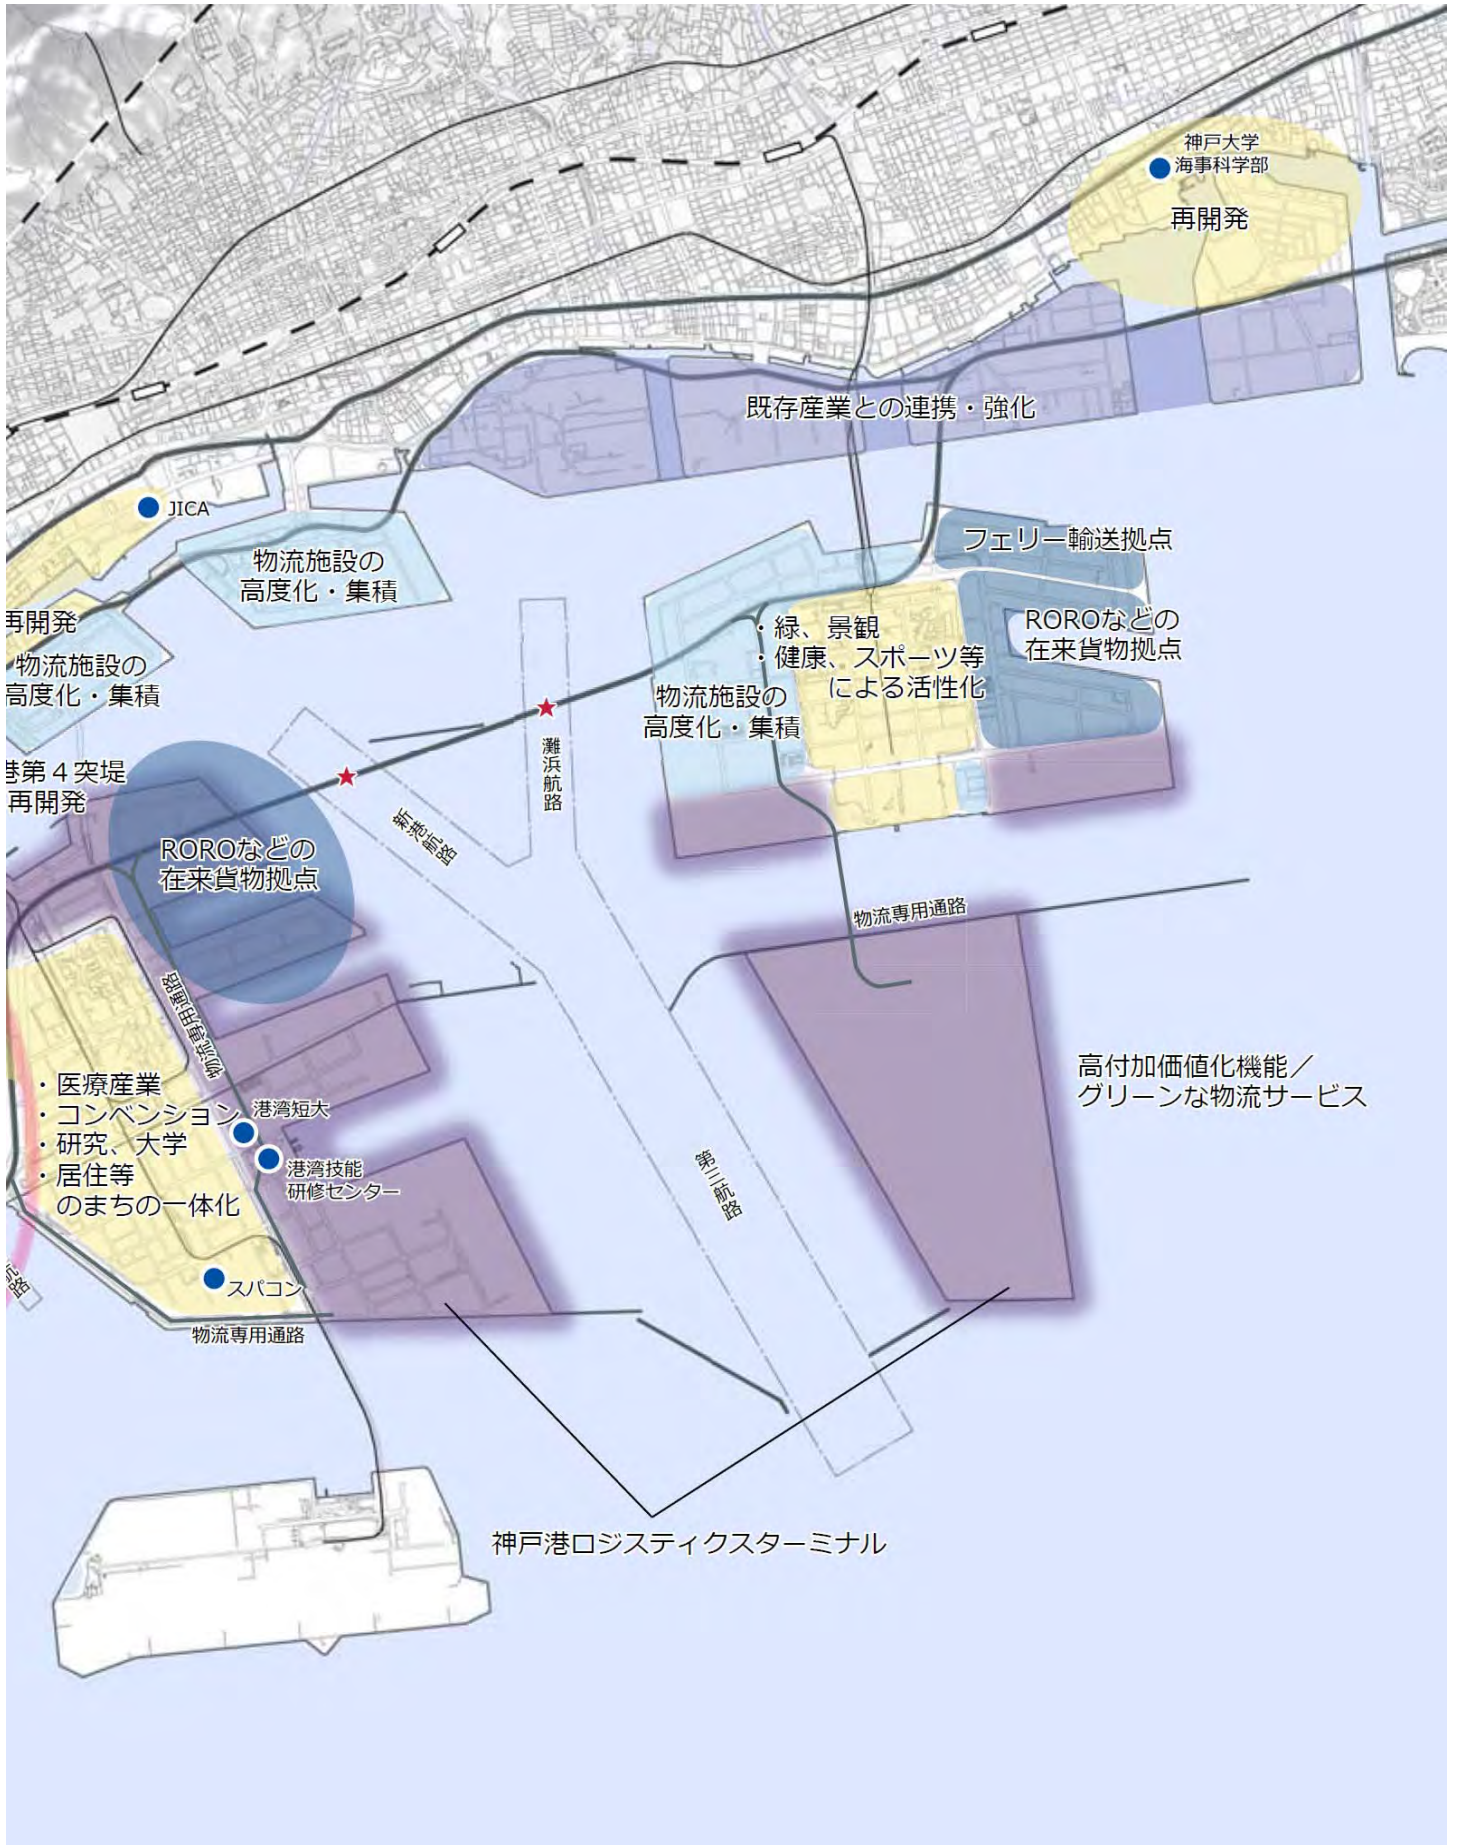 神戸大学
海事科学部
再開発
既存産業との連携・強化
JICA
物流施設の
高度化・集積
フェリー輸送拠点
再開発
物流施設の
高度化・集積
ROROなどの
在来貨物拠点
・緑、景観
・健康、スポーツ等
による活性化
物流施設の
高度化・集積
灘浜航路
港第４突堤
再開発
新港航路
ROROなどの
在来貨物拠点
物流専用通路
物流専用通路
高付加価値化機能／
グリーンな物流サービス
・医療産業
・コンベンション
・研究、大学
・居住等
のまちの一体化
港湾短大
港湾技能
研修センター
第三航路
スパコン
航路
物流専用通路
神戸港ロジスティクスターミナル